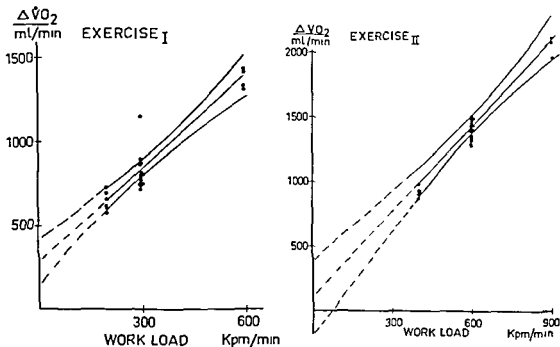 ΔV̇O₂
ml/min
EXERCISE I
1500
1000
500
300
600
WORK LOAD
Kpm/min
ΔV̇O₂
ml/min
EXERCISE II
2000
1500
1000
500
300
600
900
WORK LOAD
Kpm/min